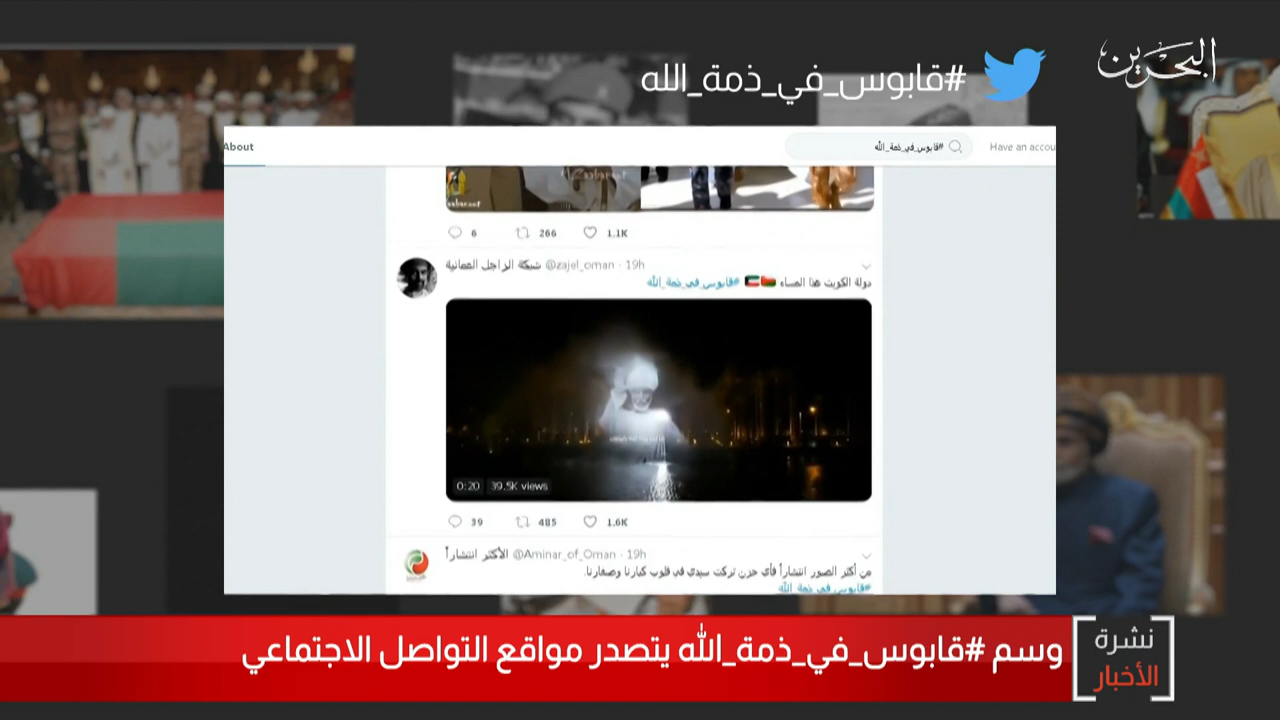 البحرين
#قابوس_في_ذمة_الله
About
#قابوس_في_ذمة_الله
Have an accou
6
266
1.1K
شبكة الزاجل العمانية @zajel_oman · 19h
دولة الكويت هذا المساء #قابوس_في_ذمة_الله
0:20
39.5K views
39
485
1.6K
الأكثر انتشاراً @Aminar_of_Oman · 19h
من أكثر الصور انتشاراً فأي حزن تركت سيدي في قلوب كبارنا وصغارنا.
#قابوس_في_ذمة_الله
وسم #قابوس_في_ذمة_الله يتصدر مواقع التواصل الاجتماعي
نشرة
الأخبار